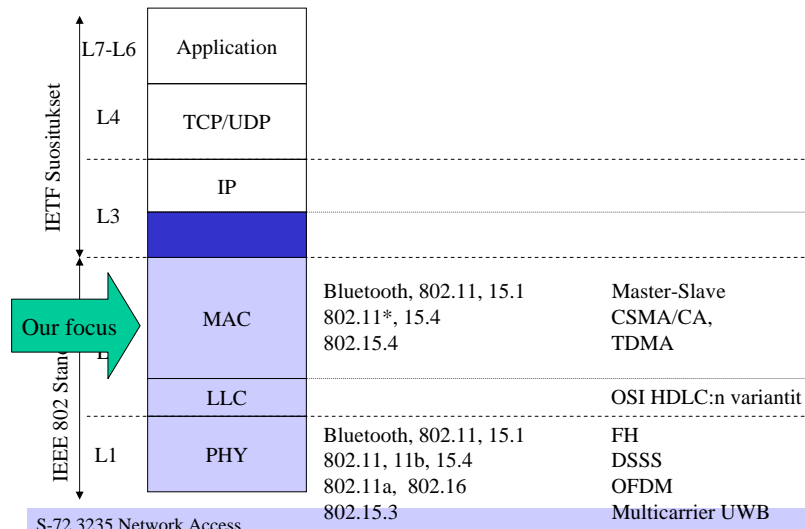 L7-L6
Application
IETF Suositukset
L4
TCP/UDP
IP
L3
Our focus
MAC
Bluetooth, 802.11, 15.1
Master-Slave
802.11*, 15.4
CSMA/CA,
802.15.4
TDMA
IEEE 802
LLC
OSI HDLC:n variantit
L1
PHY
Bluetooth, 802.11, 15.1
FH
802.11, 11b, 15.4
DSSS
802.11a, 802.16
OFDM
802.15.3
Multicarrier UWB
S-72.3235 Network Access